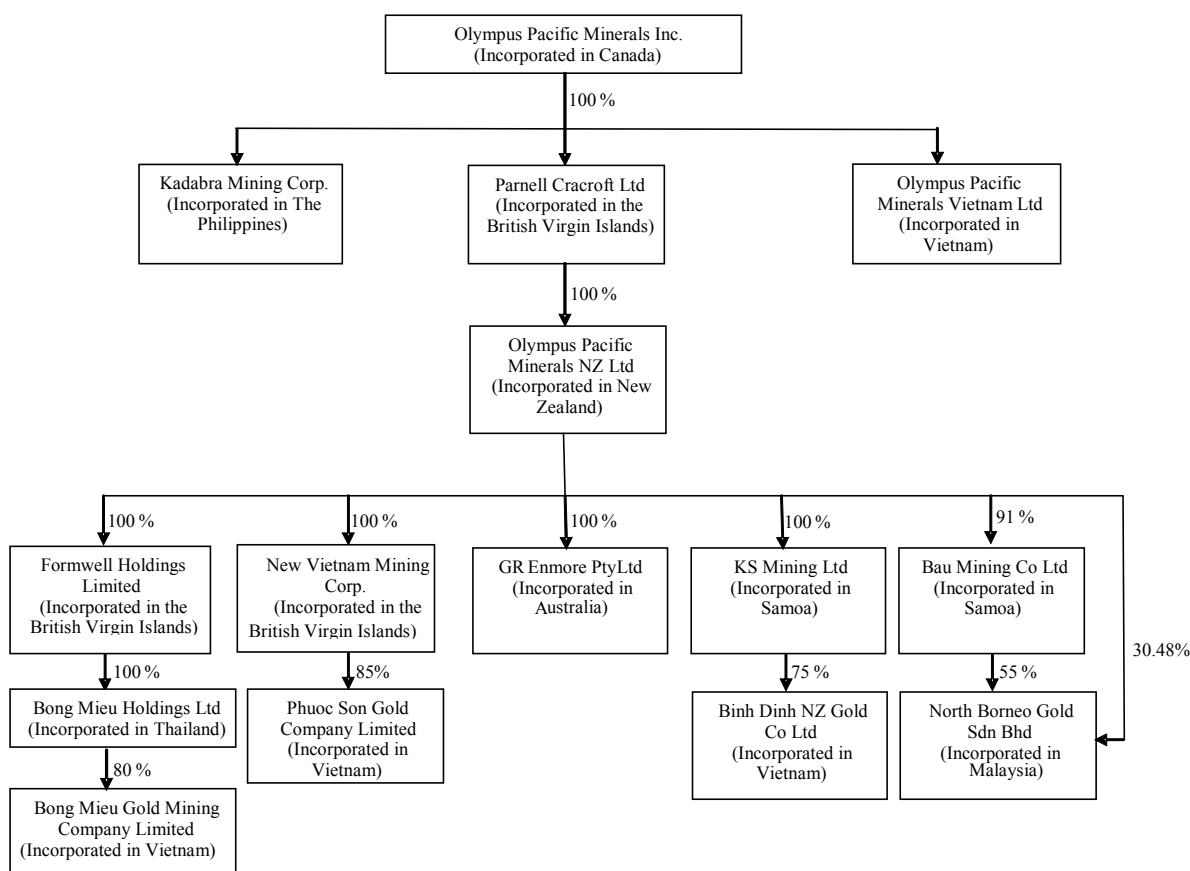 Olympus Pacific Minerals Inc.
(Incorporated in Canada)
100 %
Kadabra Mining Corp.
(Incorporated in The
Philippines)
Parnell Cracroft Ltd
(Incorporated in the
British Virgin Islands)
Olympus Pacific
Minerals Vietnam Ltd
(Incorporated in
Vietnam)
100 %
Olympus Pacific
Minerals NZ Ltd
(Incorporated in New
Zealand)
100 %
100 %
100 %
100 %
91 %
Formwell Holdings
Limited
(Incorporated in the
British Virgin Islands)
New Vietnam Mining
Corp.
(Incorporated in the
British Virgin Islands)
GR Enmore PtyLtd
(Incorporated in
Australia)
KS Mining Ltd
(Incorporated in
Samoa)
Bau Mining Co Ltd
(Incorporated in
Samoa)
30.48%
100 %
85%
75 %
55 %
Bong Mieu Holdings Ltd
(Incorporated in Thailand)
Phuoc Son Gold
Company Limited
(Incorporated in
Vietnam)
Binh Dinh NZ Gold
Co Ltd
(Incorporated in
Vietnam)
North Borneo Gold
Sdn Bhd
(Incorporated in
Malaysia)
80 %
Bong Mieu Gold Mining
Company Limited
(Incorporated in Vietnam)